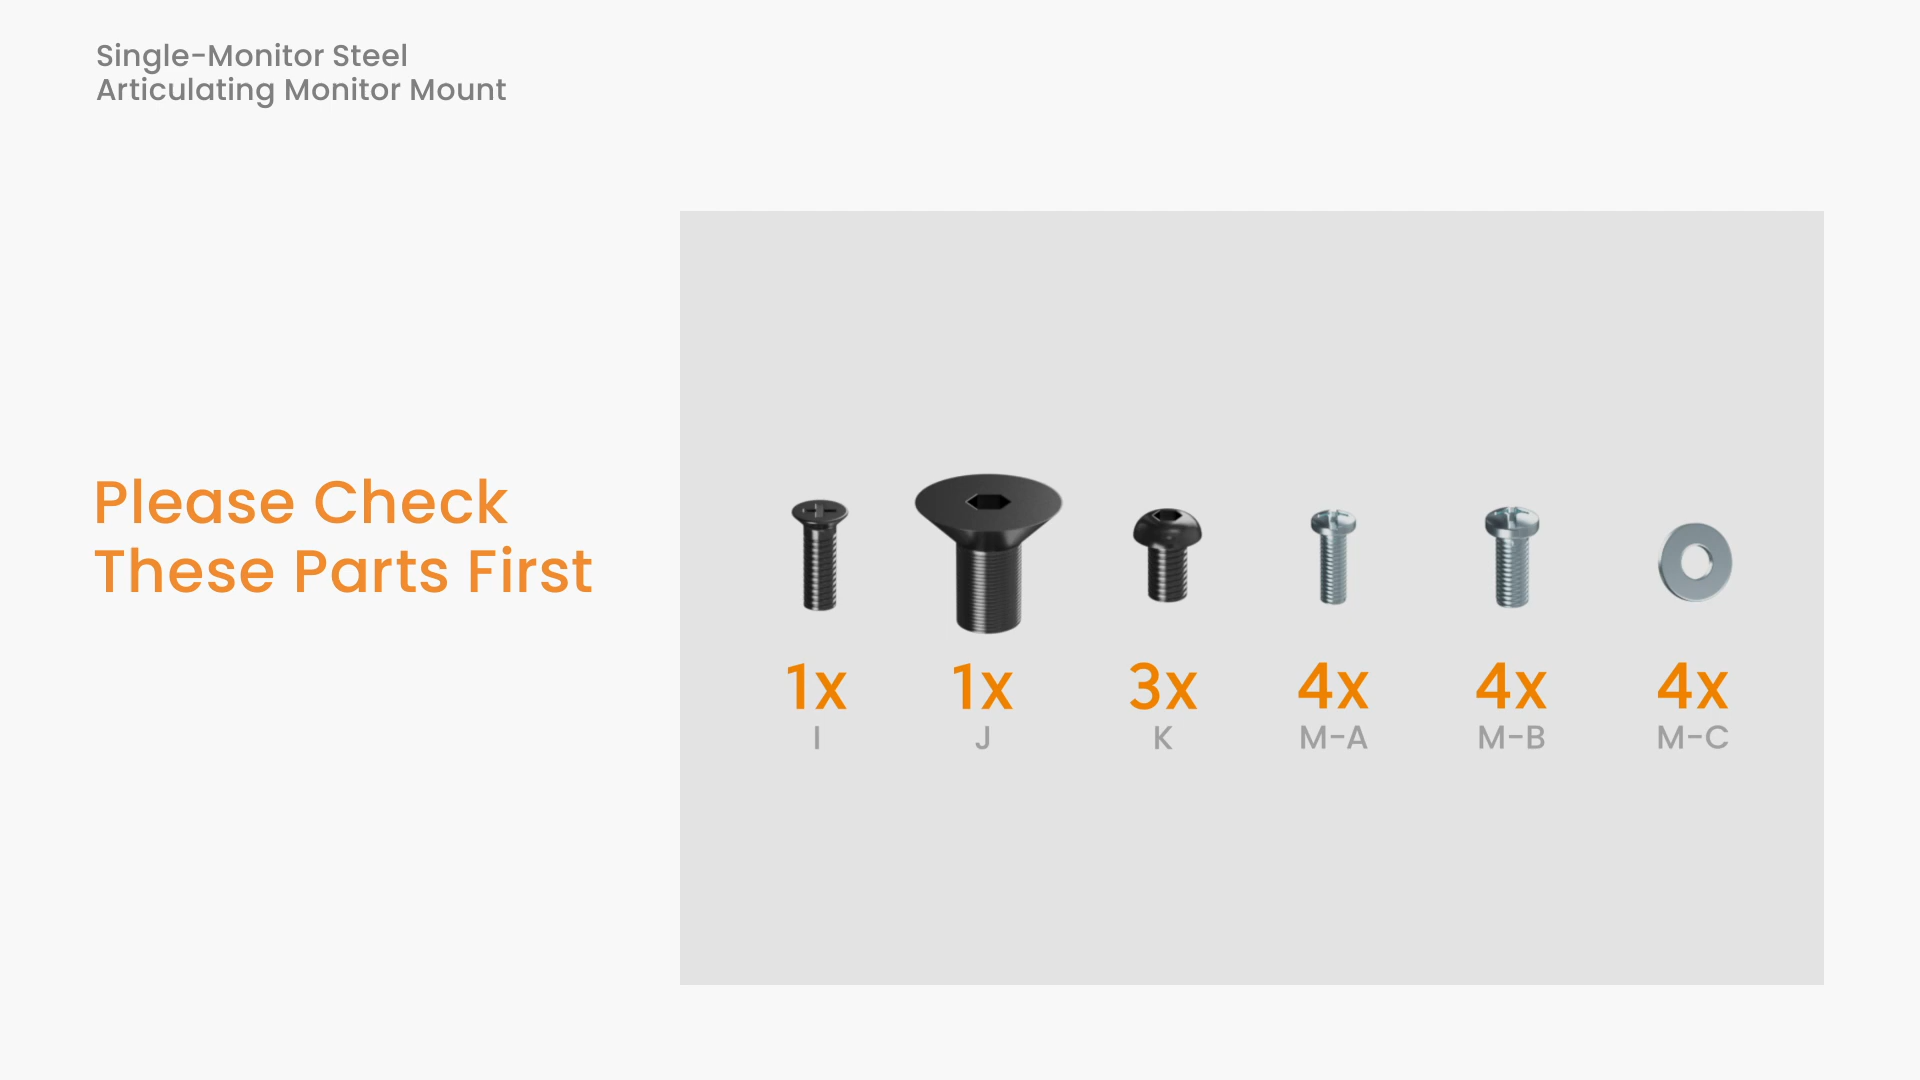 Single-Monitor Steel
Articulating Monitor Mount
Please Check
These Parts First
1x 1x 3x 4x 4x 4x
I J K M-A M-B M-C